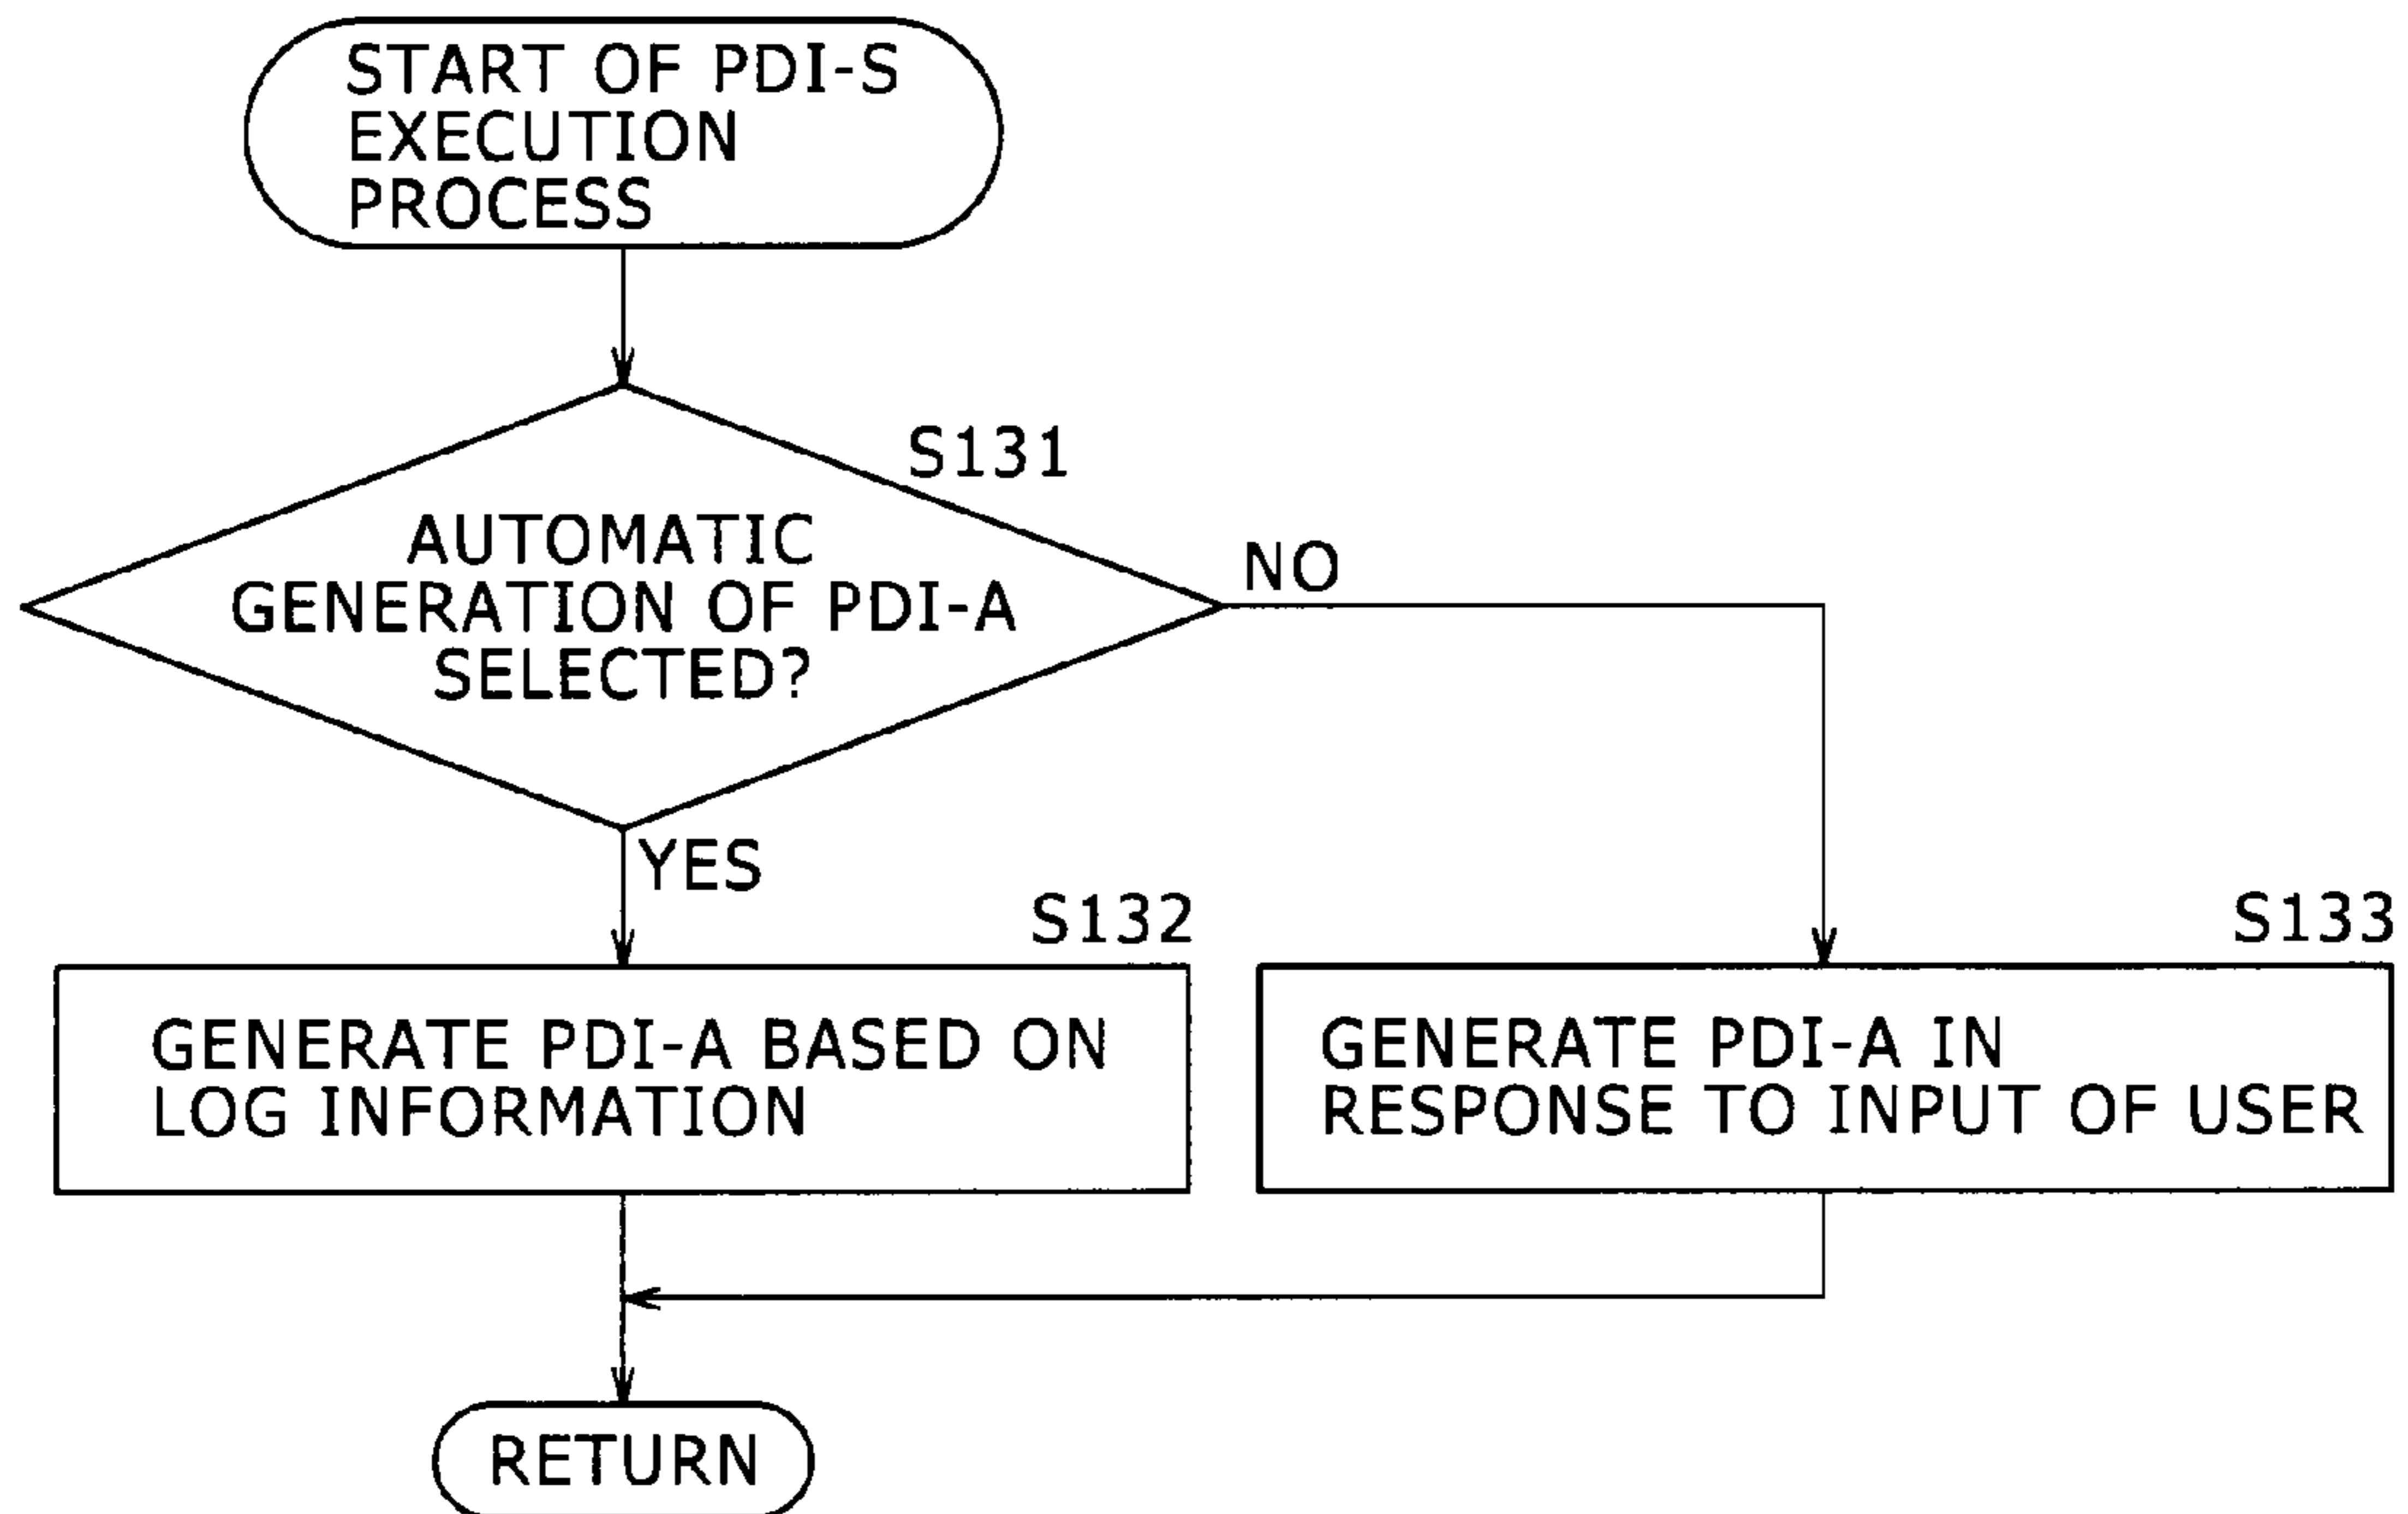 START OF PDI-S
EXECUTION
PROCESS
S131
AUTOMATIC
GENERATION OF PDI-A
SELECTED?
NO
YES
S132
GENERATE PDI-A BASED ON
LOG INFORMATION
S133
GENERATE PDI-A IN
RESPONSE TO INPUT OF USER
RETURN